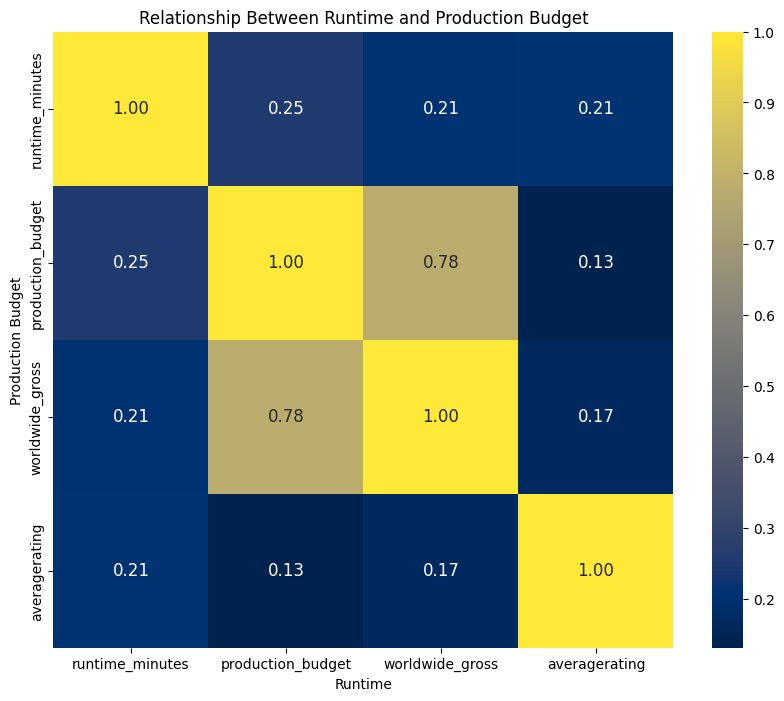 Relationship Between Runtime and Production Budget
runtime_minutes
1.00 0.25 0.21 0.21
production_budget
0.25 1.00 0.78 0.13
Production Budget
worldwide_gross
0.21 0.78 1.00 0.17
averagerating
0.21 0.13 0.17 1.00
runtime_minutes production_budget worldwide_gross averagerating
Runtime
1.0
0.9
0.8
0.7
0.6
0.5
0.4
0.3
0.2